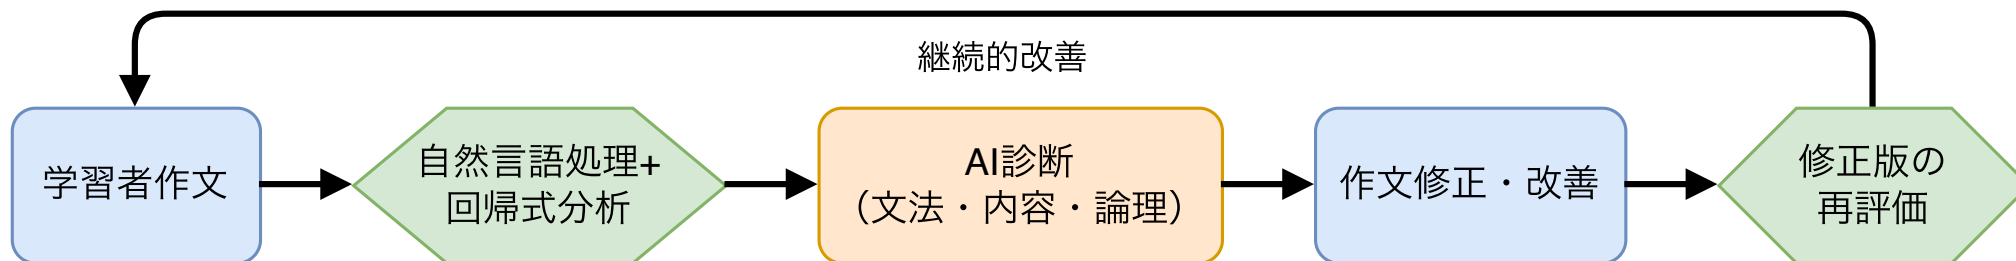 継続的改善
学習者作文
自然言語処理+
回帰式分析
AI診断
（文法・内容・論理）
作文修正・改善
修正版の
再評価